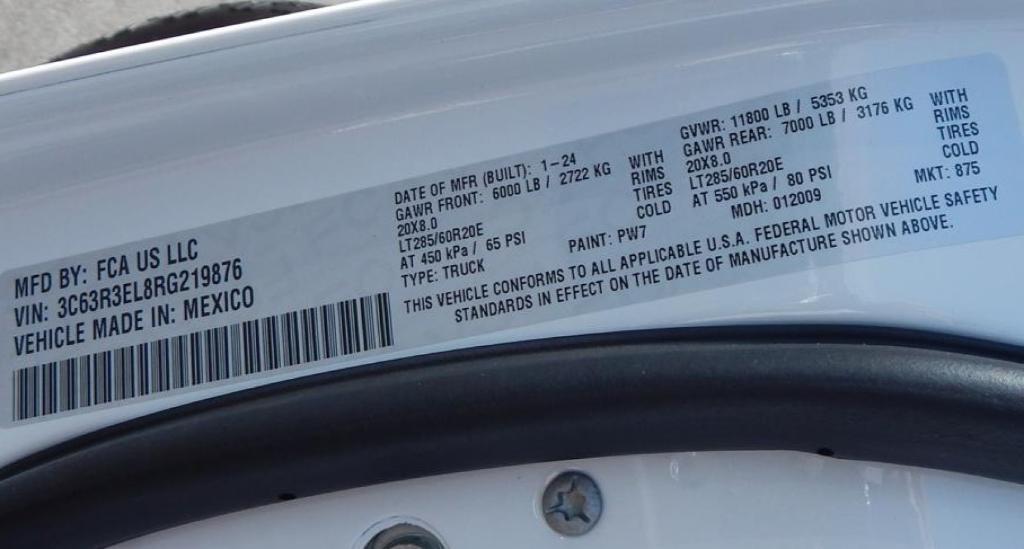 MFD BY: FCA US LLC
VIN: 3C63R3EL8RG219876
VEHICLE MADE IN: MEXICO
DATE OF MFR (BUILT): 1-24
GAWR FRONT: 6000 LB / 2722 KG WITH
20X8.0 RIMS
LT285/60R20E TIRES
AT 450 kPa / 65 PSI COLD
TYPE: TRUCK PAINT: PW7
GVWR: 11800 LB / 5353 KG
GAWR REAR: 7000 LB / 3176 KG WITH
20X8.0 RIMS
LT285/60R20E TIRES
AT 550 kPa / 80 PSI COLD
MDH: 012009 MKT: 875
THIS VEHICLE CONFORMS TO ALL APPLICABLE U.S.A. FEDERAL MOTOR VEHICLE SAFETY
STANDARDS IN EFFECT ON THE DATE OF MANUFACTURE SHOWN ABOVE.